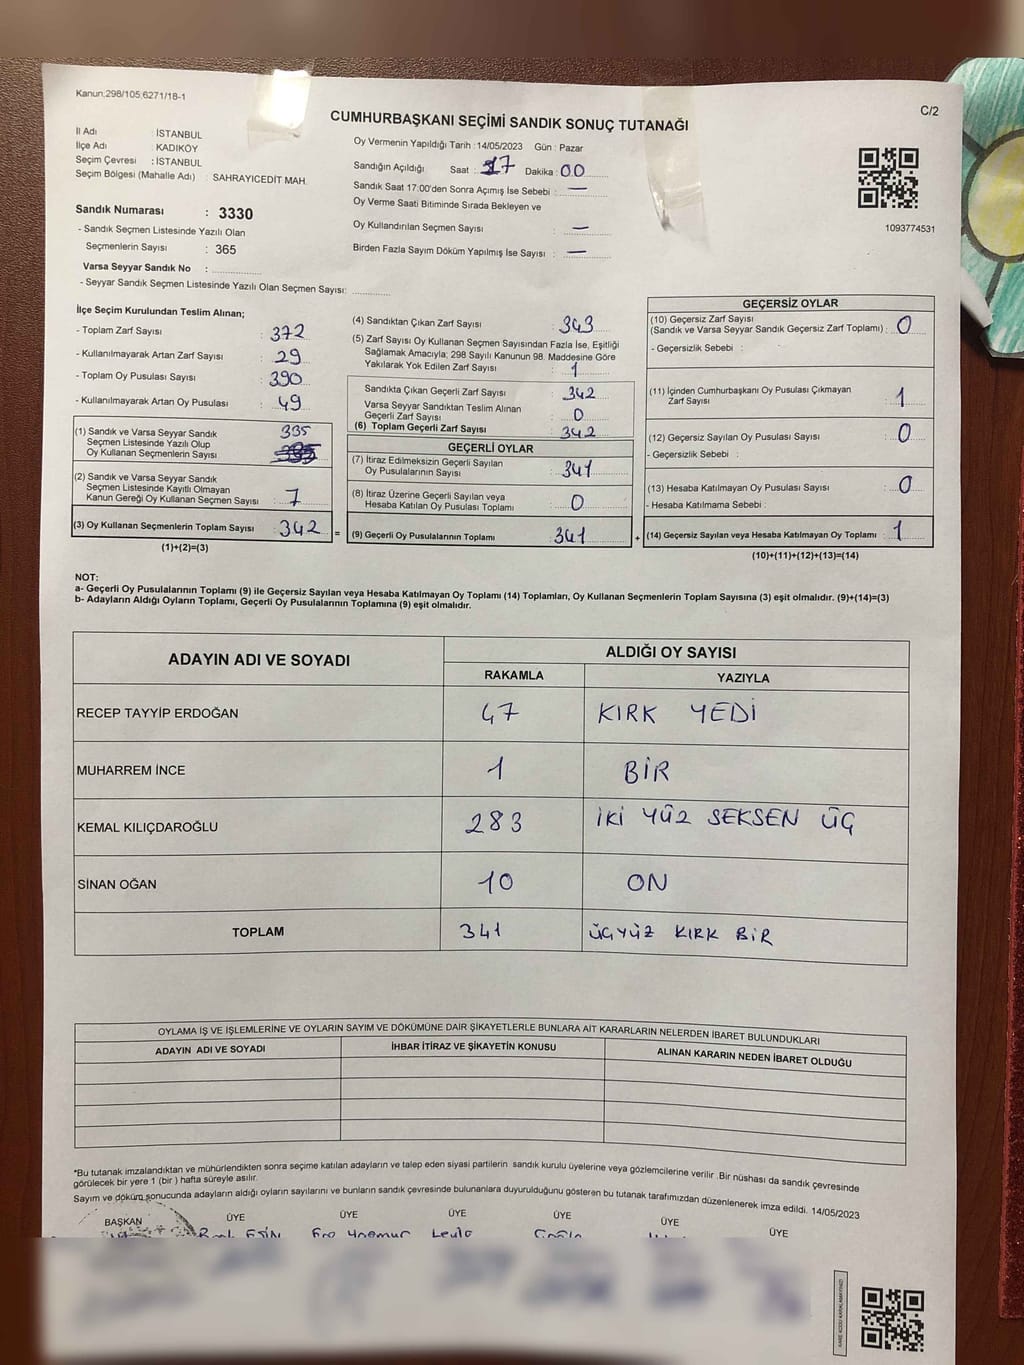 Kanun;298/105;6271/18-1
C/2
CUMHURBAŞKANI SEÇİMİ SANDIK SONUÇ TUTANAĞI
İl Adı : İSTANBUL
İlçe Adı : KADIKÖY
Seçim Çevresi : İSTANBUL
Seçim Bölgesi (Mahalle Adı) : SAHRAYICEDİT MAH.
Sandık Numarası : 3330
- Sandık Seçmen Listesinde Yazılı Olan
Seçmenlerin Sayısı : 365
Varsa Seyyar Sandık No :
- Seyyar Sandık Seçmen Listesinde Yazılı Olan Seçmen Sayısı:
Oy Vermenin Yapıldığı Tarih : 14/05/2023 Gün : Pazar
Sandığın Açıldığı Saat : 17 Dakika : 00
Sandık Saat 17:00'den Sonra Açımış İse Sebebi : —
Oy Verme Saati Bitiminde Sırada Bekleyen ve
Oy Kullandırılan Seçmen Sayısı : —
Birden Fazla Sayım Döküm Yapılmış İse Sayısı : —
1093774531
İlçe Seçim Kurulundan Teslim Alınan;
- Toplam Zarf Sayısı : 372
- Kullanılmayarak Artan Zarf Sayısı : 29
- Toplam Oy Pusulası Sayısı : 390
- Kullanılmayarak Artan Oy Pusulası : 49
(1) Sandık ve Varsa Seyyar Sandık 335
Seçmen Listesinde Yazılı Olup
Oy Kullanan Seçmenlerin Sayısı
(2) Sandık ve Varsa Seyyar Sandık
Seçmen Listesinde Kayıtlı Olmayan
Kanun Gereği Oy Kullanan Seçmen Sayısı : 7
(3) Oy Kullanan Seçmenlerin Toplam Sayısı : 342 =
(1)+(2)=(3)
(4) Sandıktan Çıkan Zarf Sayısı : 343
(5) Zarf Sayısı Oy Kullanan Seçmen Sayısından Fazla İse, Eşitliği
Sağlamak Amacıyla; 298 Sayılı Kanunun 98. Maddesine Göre
Yakılarak Yok Edilen Zarf Sayısı : 1
Sandıkta Çıkan Geçerli Zarf Sayısı : 342
Varsa Seyyar Sandıktan Teslim Alınan
Geçerli Zarf Sayısı : 0
(6) Toplam Geçerli Zarf Sayısı : 342
GEÇERLİ OYLAR
(7) İtiraz Edilmeksizin Geçerli Sayılan
Oy Pusulalarının Sayısı : 341
(8) İtiraz Üzerine Geçerli Sayılan veya
Hesaba Katılan Oy Pusulası Toplamı : 0
(9) Geçerli Oy Pusulalarının Toplamı : 341 +
GEÇERSİZ OYLAR
(10) Geçersiz Zarf Sayısı
(Sandık ve Varsa Seyyar Sandık Geçersiz Zarf Toplamı) : 0
- Geçersizlik Sebebi :
(11) İçinden Cumhurbaşkanı Oy Pusulası Çıkmayan
Zarf Sayısı : 1
(12) Geçersiz Sayılan Oy Pusulası Sayısı : 0
- Geçersizlik Sebebi :
(13) Hesaba Katılmayan Oy Pusulası Sayısı : 0
- Hesaba Katılmama Sebebi :
(14) Geçersiz Sayılan veya Hesaba Katılmayan Oy Toplamı : 1
(10)+(11)+(12)+(13)=(14)
NOT:
a- Geçerli Oy Pusulalarının Toplamı (9) ile Geçersiz Sayılan veya Hesaba Katılmayan Oy Toplamı (14) Toplamları, Oy Kullanan Seçmenlerin Toplam Sayısına (3) eşit olmalıdır. (9)+(14)=(3)
b- Adayların Aldığı Oyların Toplamı, Geçerli Oy Pusulalarının Toplamına (9) eşit olmalıdır.
ADAYIN ADI VE SOYADI ALDIĞI OY SAYISI
RAKAMLA YAZIYLA
RECEP TAYYİP ERDOĞAN 47 KIRK YEDİ
MUHARREM İNCE 1 BİR
KEMAL KILIÇDAROĞLU 283 İKİ YÜZ SEKSEN ÜÇ
SİNAN OĞAN 10 ON
TOPLAM 341 ÜÇYÜZ KIRK BİR
OYLAMA İŞ VE İŞLEMLERİNE VE OYLARIN SAYIM VE DÖKÜMÜNE DAİR ŞİKAYETLERLE BUNLARA AİT KARARLARIN NELERDEN İBARET BULUNDUKLARI
ADAYIN ADI VE SOYADI İHBAR İTİRAZ VE ŞİKAYETİN KONUSU ALINAN KARARIN NEDEN İBARET OLDUĞU
*Bu tutanak imzalandıktan ve mühürlendikten sonra seçime katılan adayların ve talep eden siyasi partilerin sandık kurulu üyelerine veya gözlemcilerine verilir. Bir nüshası da sandık çevresinde
görülecek bir yere 1 (bir ) hafta süreyle asılır.
Sayım ve döküm sonucunda adayların aldığı oyların sayılarını ve bunların sandık çevresinde bulunanlara duyurulduğunu gösteren bu tutanak tarafımızdan düzenlenerek imza edildi. 14/05/2023
BAŞKAN ÜYE ÜYE ÜYE ÜYE ÜYE ÜYE